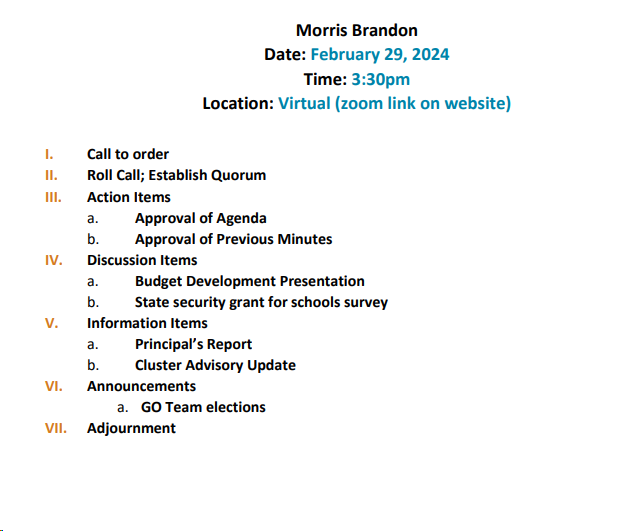 Morris Brandon
Date: February 29, 2024
Time: 3:30pm
Location: Virtual (zoom link on website)
I. Call to order
II. Roll Call; Establish Quorum
III. Action Items
a. Approval of Agenda
b. Approval of Previous Minutes
IV. Discussion Items
a. Budget Development Presentation
b. State security grant for schools survey
V. Information Items
a. Principal’s Report
b. Cluster Advisory Update
VI. Announcements
a. GO Team elections
VII. Adjournment